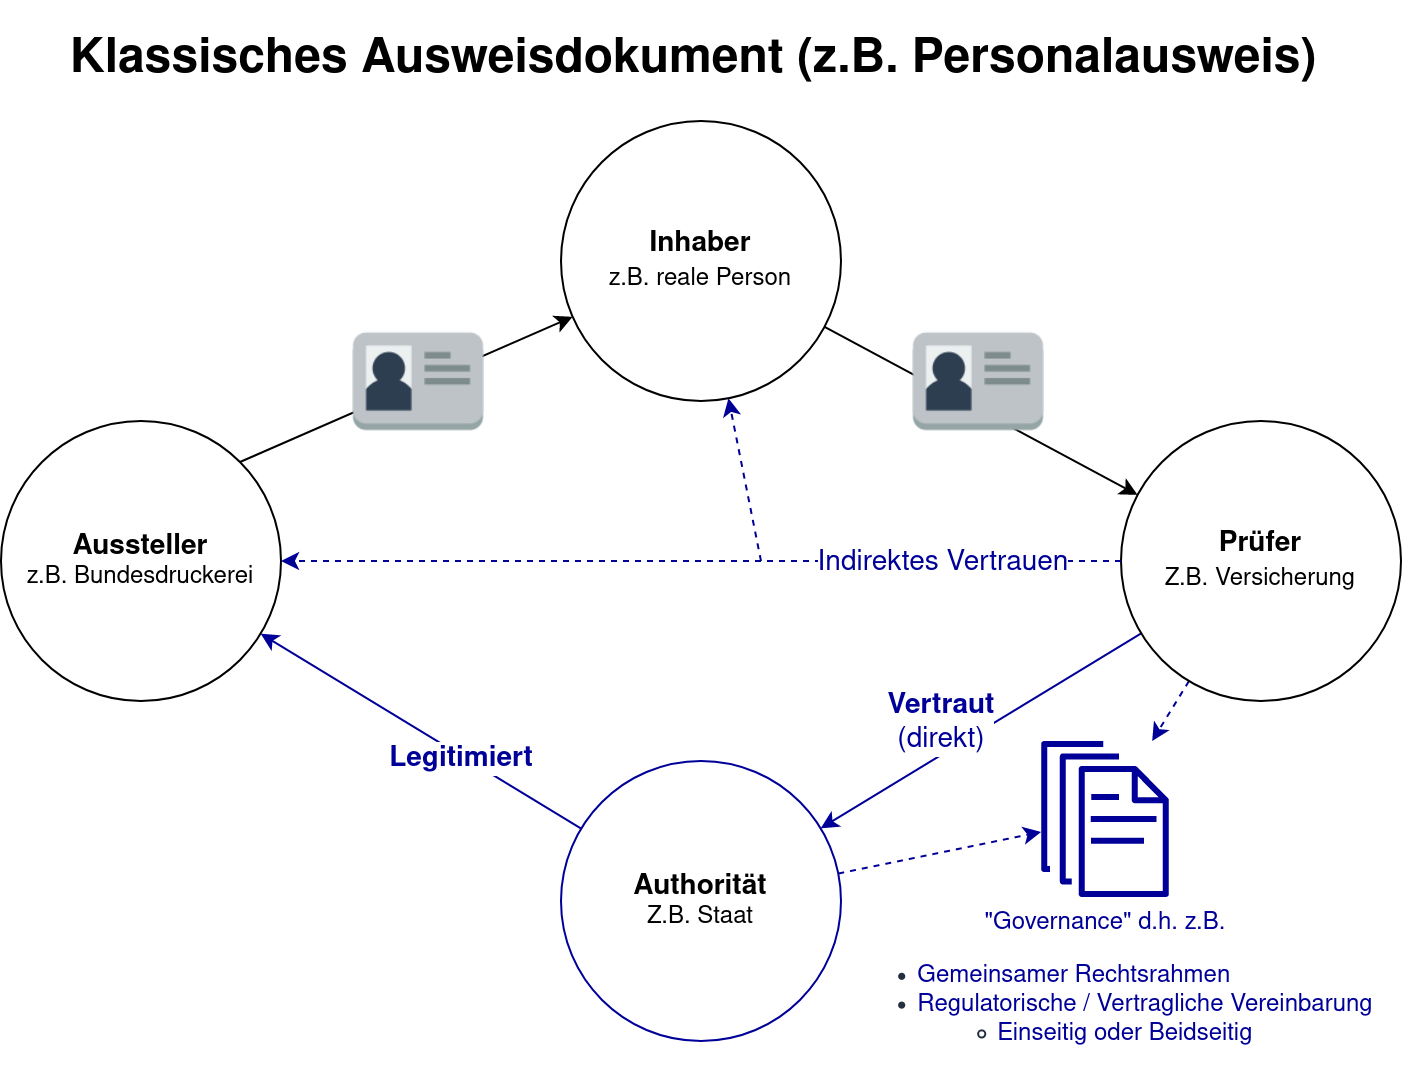 Klassisches Ausweisdokument (z.B. Personalausweis)
Inhaber
z.B. reale Person
Aussteller
z.B. Bundesdruckerei
Indirektes Vertrauen
Prüfer
Z.B. Versicherung
Vertraut
(direkt)
Legitimiert
Authorität
Z.B. Staat
"Governance" d.h. z.B.
Gemeinsamer Rechtsrahmen
Regulatorische / Vertragliche Vereinbarung
Einseitig oder Beidseitig